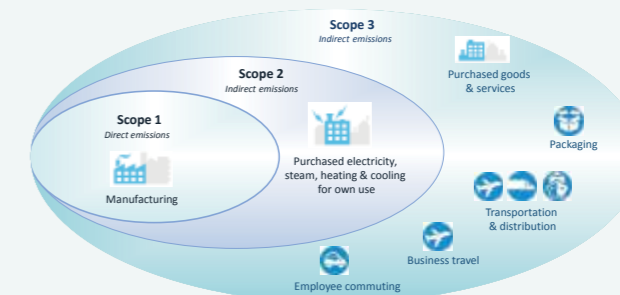 Scope 3
Indirect emissions
Scope 2
Indirect emissions
Scope 1
Direct emissions
Manufacturing
Purchased electricity,
steam, heating & cooling
for own use
Purchased goods
& services
Packaging
Transportation
& distribution
Business travel
Employee commuting